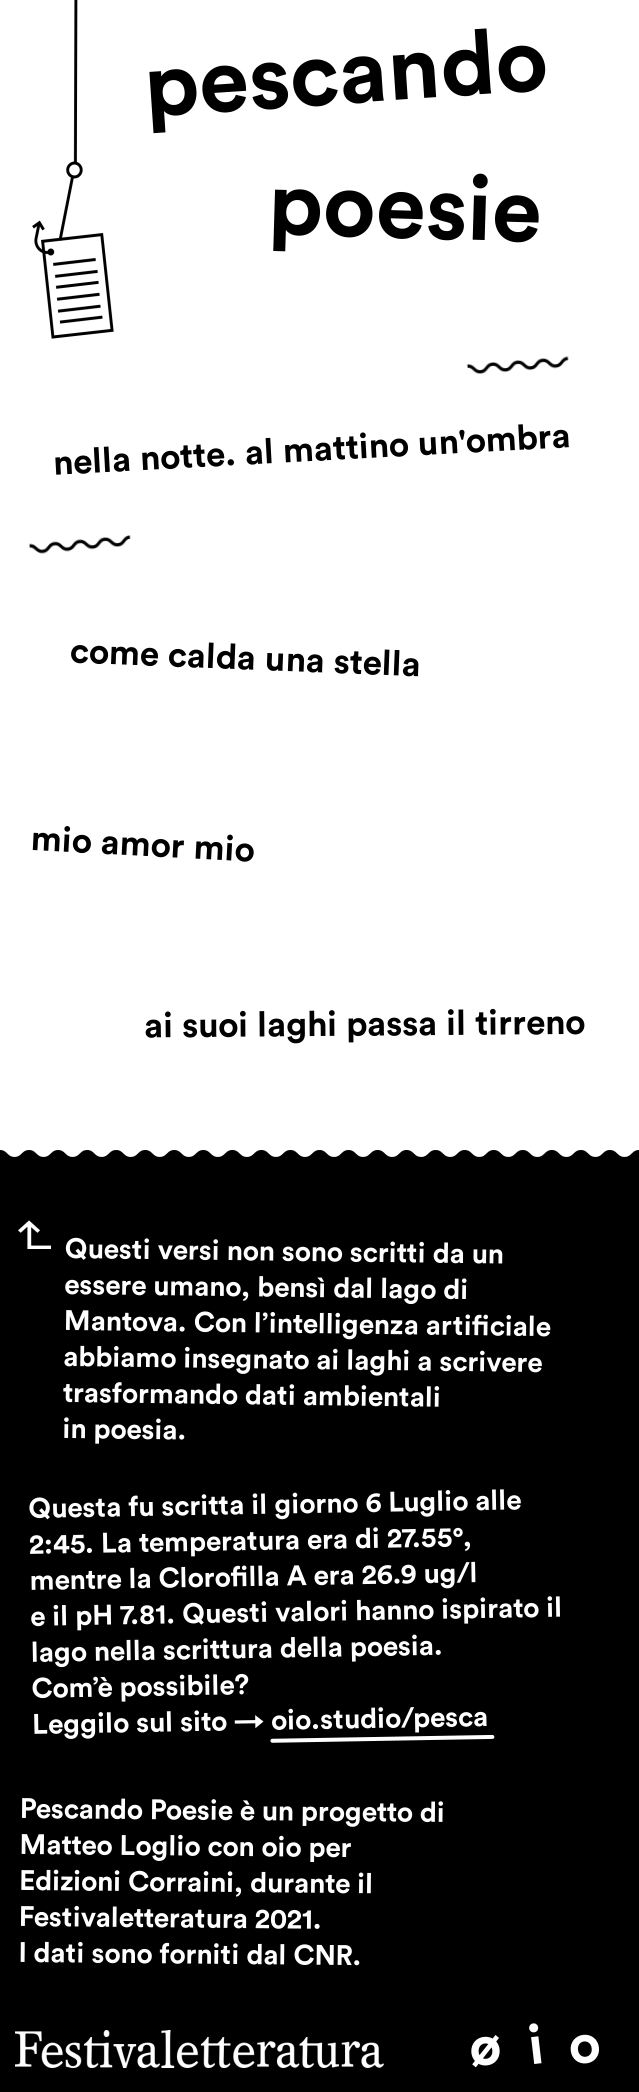 pescando
poesie
nella notte. al mattino un'ombra
come calda una stella
mio amor mio
ai suoi laghi passa il tirreno
Questi versi non sono scritti da un
essere umano, bensì dal lago di
Mantova. Con l’intelligenza artificiale
abbiamo insegnato ai laghi a scrivere
trasformando dati ambientali
in poesia.
Questa fu scritta il giorno 6 Luglio alle
2:45. La temperatura era di 27.55°,
mentre la Clorofilla A era 26.9 ug/l
e il pH 7.81. Questi valori hanno ispirato il
lago nella scrittura della poesia.
Com’è possibile?
Leggilo sul sito → oio.studio/pesca
Pescando Poesie è un progetto di
Matteo Loglio con oio per
Edizioni Corraini, durante il
Festivaletteratura 2021.
I dati sono forniti dal CNR.
Festivaletteratura ø i o